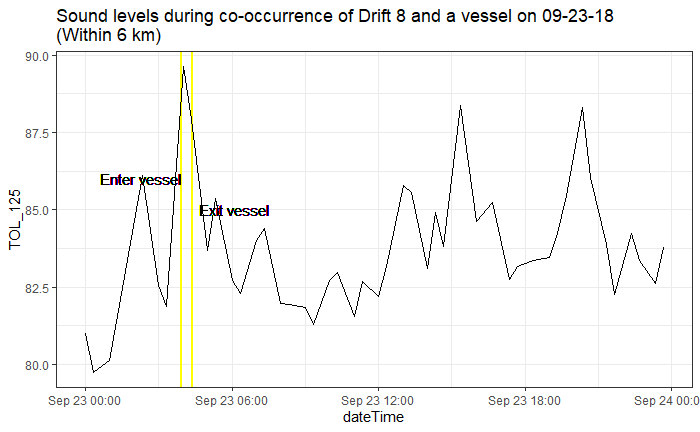 Sound levels during co-occurrence of Drift 8 and a vessel on 09-23-18
(Within 6 km)
90.0
87.5
Enter vessel
Exit vessel
85.0
TOL_125
82.5
80.0
Sep 23 00:00 Sep 23 06:00 Sep 23 12:00 Sep 23 18:00 Sep 24 00:0
dateTime